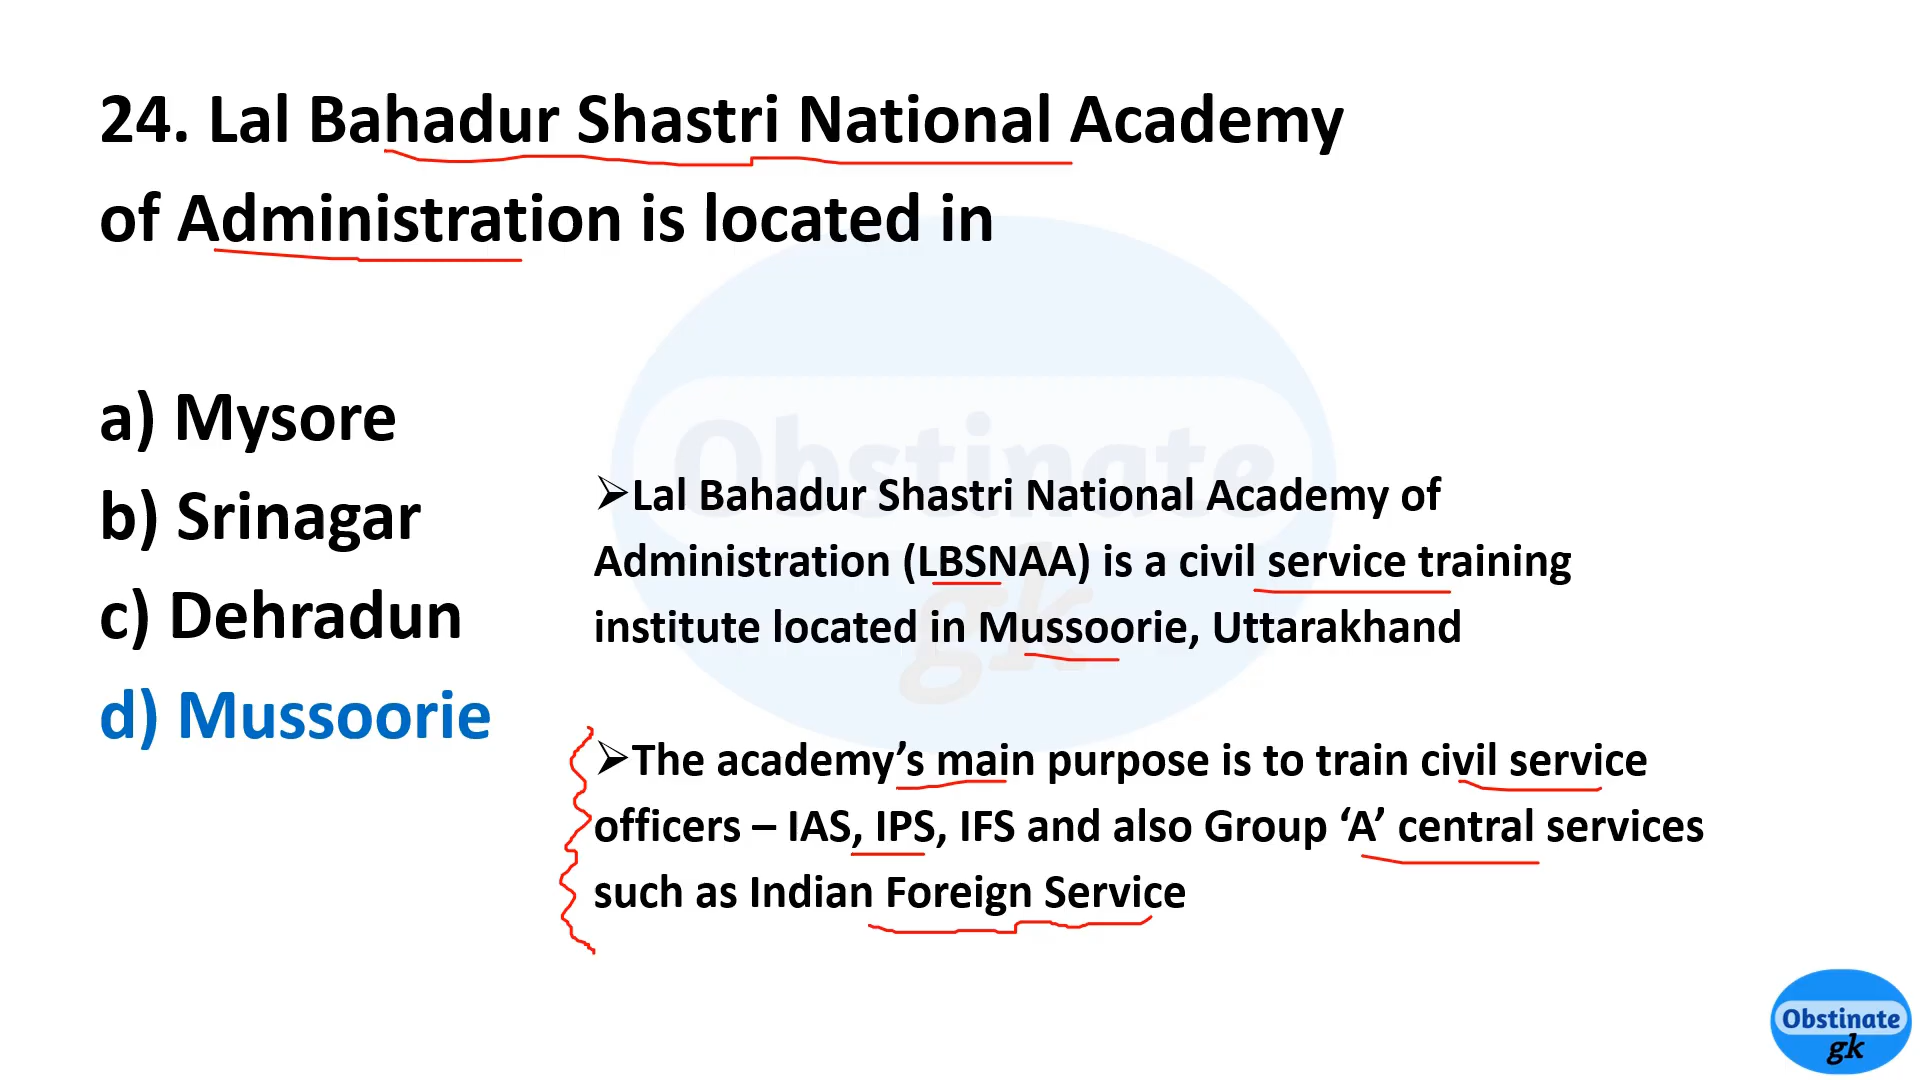 24. Lal Bahadur Shastri National Academy
of Administration is located in
a) Mysore
b) Srinagar
c) Dehradun
d) Mussoorie
➢Lal Bahadur Shastri National Academy of
Administration (LBSNAA) is a civil service training
institute located in Mussoorie, Uttarakhand
➢The academy’s main purpose is to train civil service
officers – IAS, IPS, IFS and also Group ‘A’ central services
such as Indian Foreign Service
Obstinate
gk
Obstinate
gk